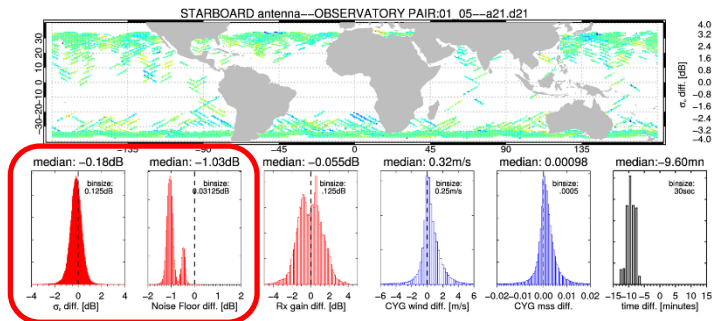 STARBOARD antenna--OBSERVATORY PAIR:01_05--a21.d21
30
20
10
0
-10
-20
-30
-135 -90 -45 0 45 90 135
4.0
3.2
2.4
1.6
0.8
-0.0
-0.8
-1.6
-2.4
-3.2
-4.0
σ, diff. [dB]
median: -0.18dB
binsize:
0.125dB
-4 -2 0 2 4
σ, diff. [dB]
median: -1.03dB
binsize:
0.03125dB
-2 -1 0 1 2
Noise Floor diff. [dB]
median: -0.055dB
binsize:
.125dB
-4 -2 0 2 4
Rx gain diff. [dB]
median: 0.32m/s
binsize:
0.25m/s
-6 -4 -2 0 2 4 6
CYG wind diff. [m/s]
median: 0.00098
binsize:
.0005
-0.02 -0.01 0.00 0.01 0.02
CYG mss diff.
median:-9.60mn
binsize:
30sec
-15 -10 -5 0 5 10 15
time diff. [minutes]